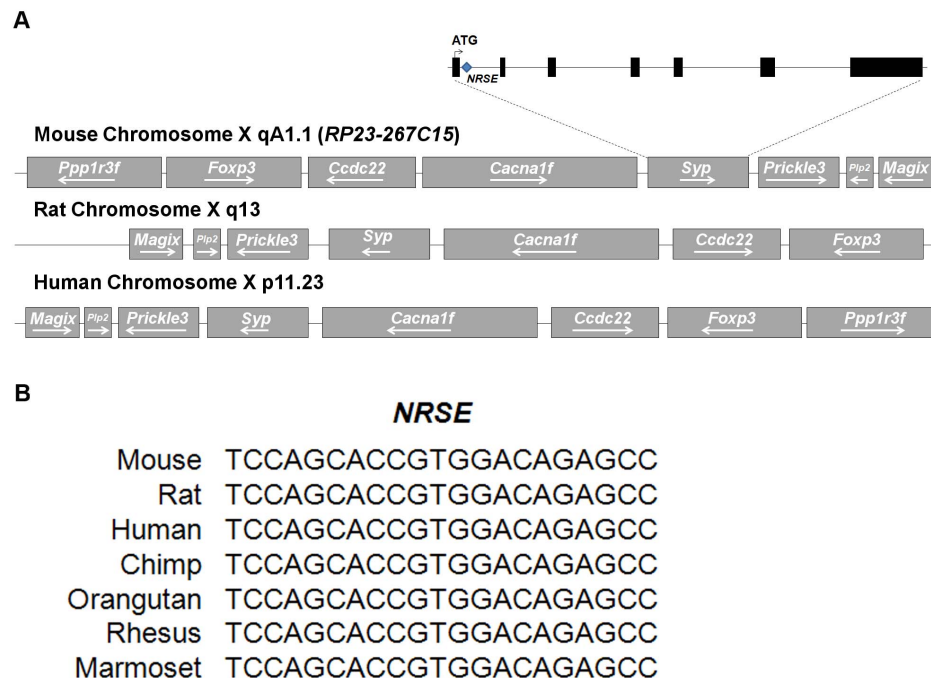 A
ATG
NRSE
Mouse Chromosome X qA1.1 (RP23-267C15)
Ppp1r3f Foxp3 Ccdc22 Cacna1f Syp Prickle3 Plp2 Magix
Rat Chromosome X q13
Magix Plp2 Prickle3 Syp Cacna1f Ccdc22 Foxp3
Human Chromosome X p11.23
Magix Plp2 Prickle3 Syp Cacna1f Ccdc22 Foxp3 Ppp1r3f
B
NRSE
Mouse TCCAGCACCGTGGACAGAGCC
Rat TCCAGCACCGTGGACAGAGCC
Human TCCAGCACCGTGGACAGAGCC
Chimp TCCAGCACCGTGGACAGAGCC
Orangutan TCCAGCACCGTGGACAGAGCC
Rhesus TCCAGCACCGTGGACAGAGCC
Marmoset TCCAGCACCGTGGACAGAGCC